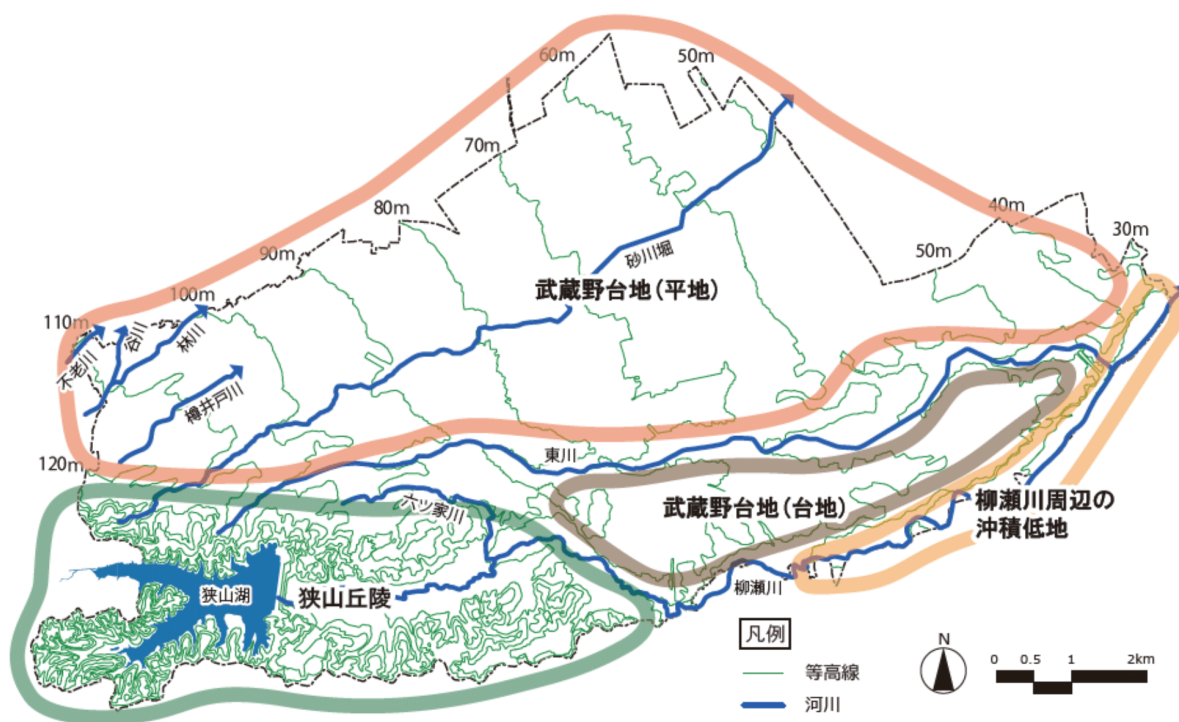 60m
50m
70m
80m
40m
30m
90m
50m
砂川堀
武蔵野台地（平地）
100m
110m
不老川
谷川
林川
樽井戸川
120m
東川
六ツ家川
武蔵野台地（台地）
柳瀬川周辺の
沖積低地
柳瀬川
狭山湖
狭山丘陵
凡例
等高線
河川
N
0 0.5 1 2km